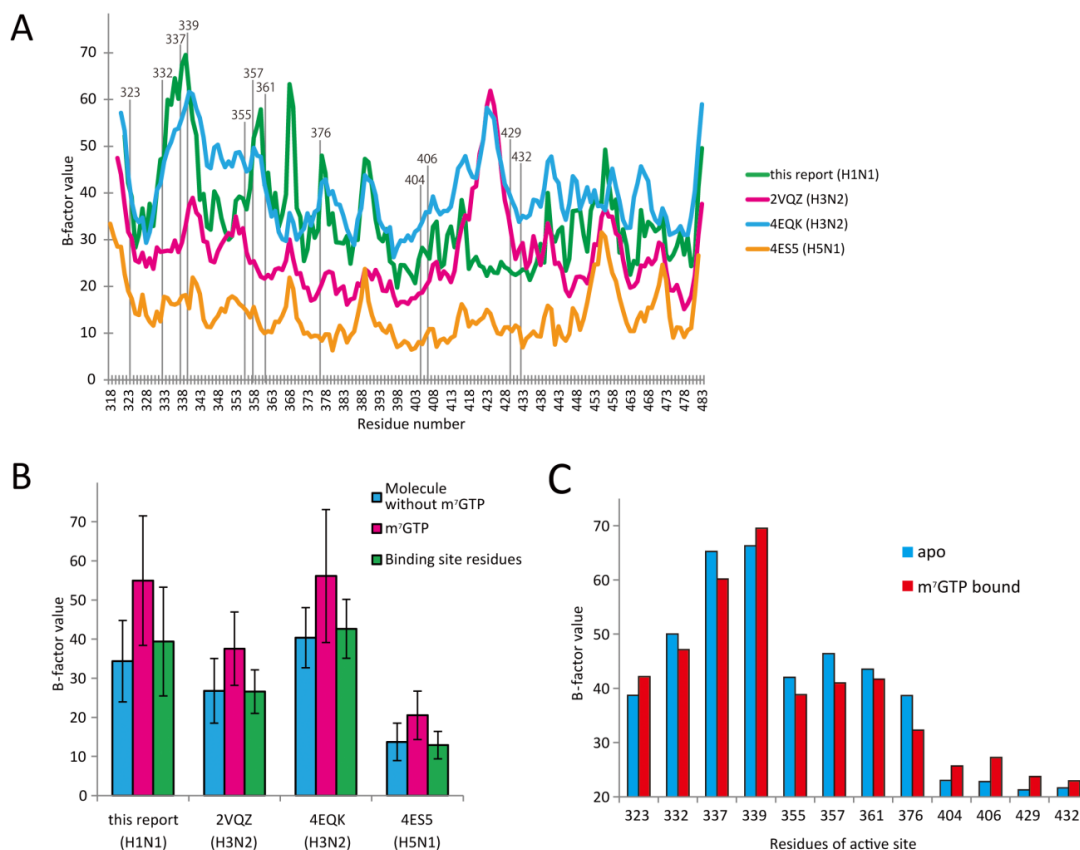 A
B-factor value
70
60
50
40
30
20
10
0
323
332
337
339
355
357
361
376
404
406
429
432
318
323
328
333
338
343
348
353
358
363
368
373
378
383
388
393
398
403
408
413
418
423
428
433
438
443
448
453
458
463
468
473
478
483
Residue number
this report (H1N1)
2VQZ (H3N2)
4EQK (H3N2)
4ES5 (H5N1)
B
B-factor value
70
60
50
40
30
20
10
0
Molecule
without m⁷GTP
m⁷GTP
Binding site residues
this report
(H1N1)
2VQZ
(H3N2)
4EQK
(H3N2)
4ES5
(H5N1)
C
B-factor value
70
60
50
40
30
20
apo
m⁷GTP bound
323 332 337 339 355 357 361 376 404 406 429 432
Residues of active site